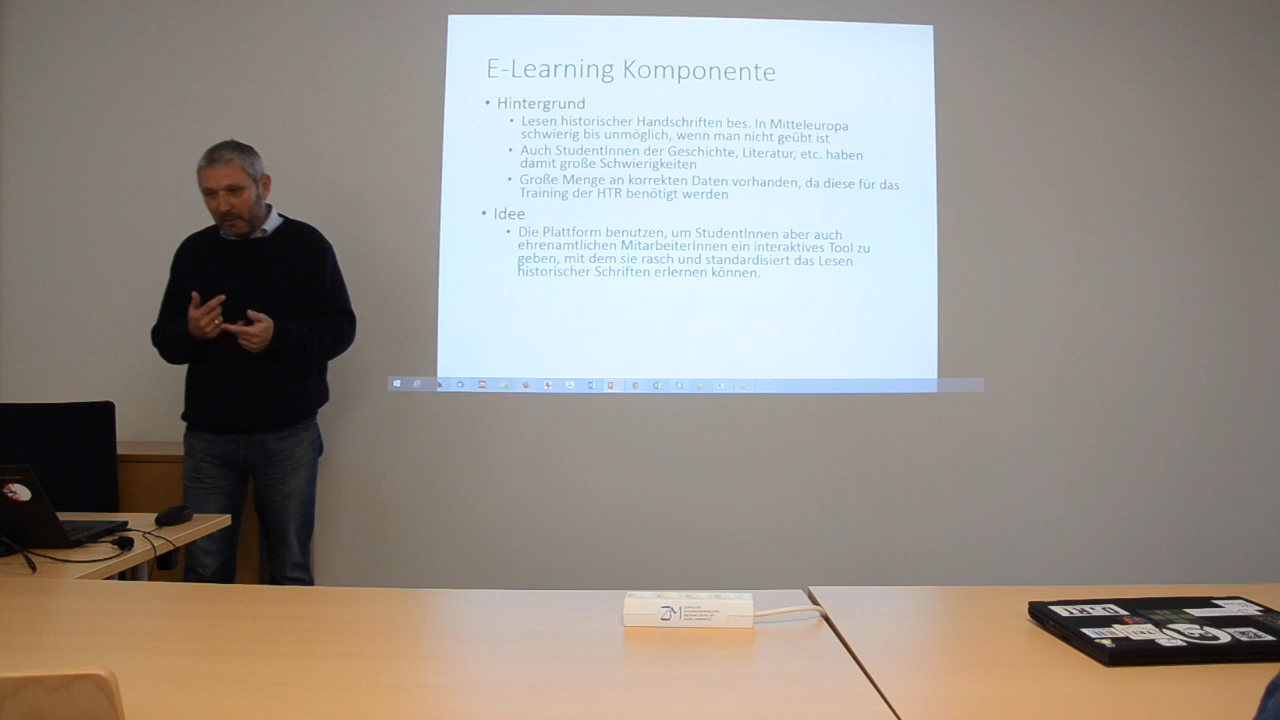 E-Learning Komponente
• Hintergrund
• Lesen historischer Handschriften bes. In Mitteleuropa
schwierig bis unmöglich, wenn man nicht geübt ist
• Auch StudentInnen der Geschichte, Literatur, etc. haben
damit große Schwierigkeiten
• Große Menge an korrekten Daten vorhanden, da diese für das
Training der HTR benötigt werden
• Idee
• Die Plattform benutzen, um StudentInnen aber auch
ehrenamtlichen MitarbeiterInnen ein interaktives Tool zu
geben, mit dem sie rasch und standardisiert das Lesen
historischer Schriften erlernen können.